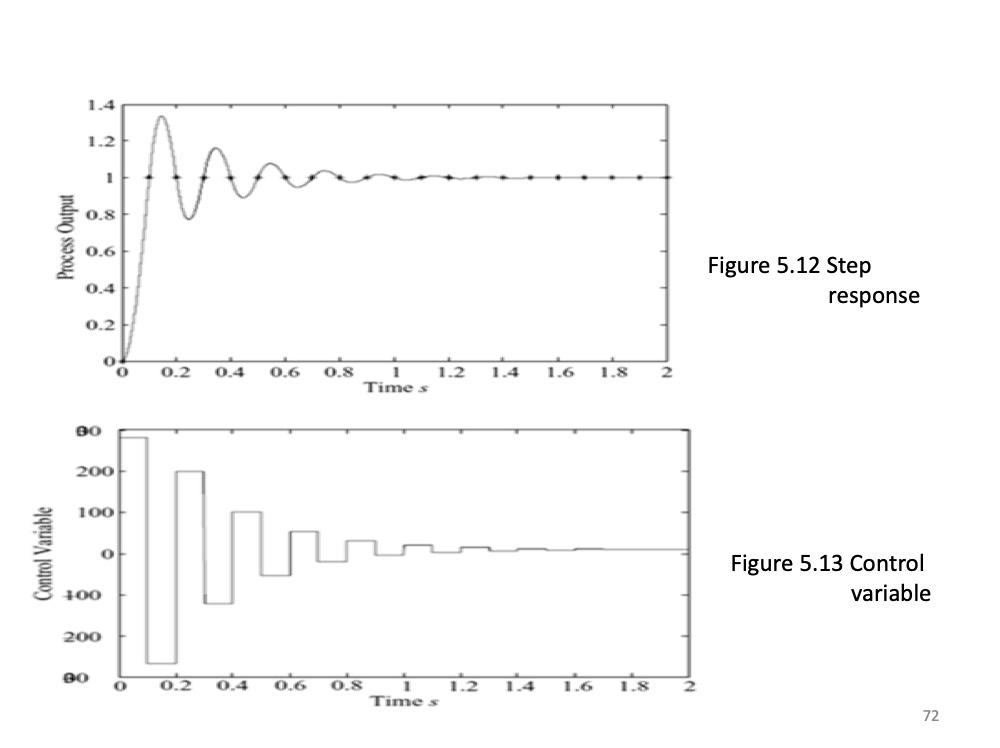 1.4
1.2
1
0.8
0.6
0.4
0.2
0
Process Output
0 0.2 0.4 0.6 0.8 1 1.2 1.4 1.6 1.8 2
Time s
Figure 5.12 Step
response
200
100
0
100
200
Control Variable
0 0.2 0.4 0.6 0.8 1 1.2 1.4 1.6 1.8 2
Time s
Figure 5.13 Control
variable
72